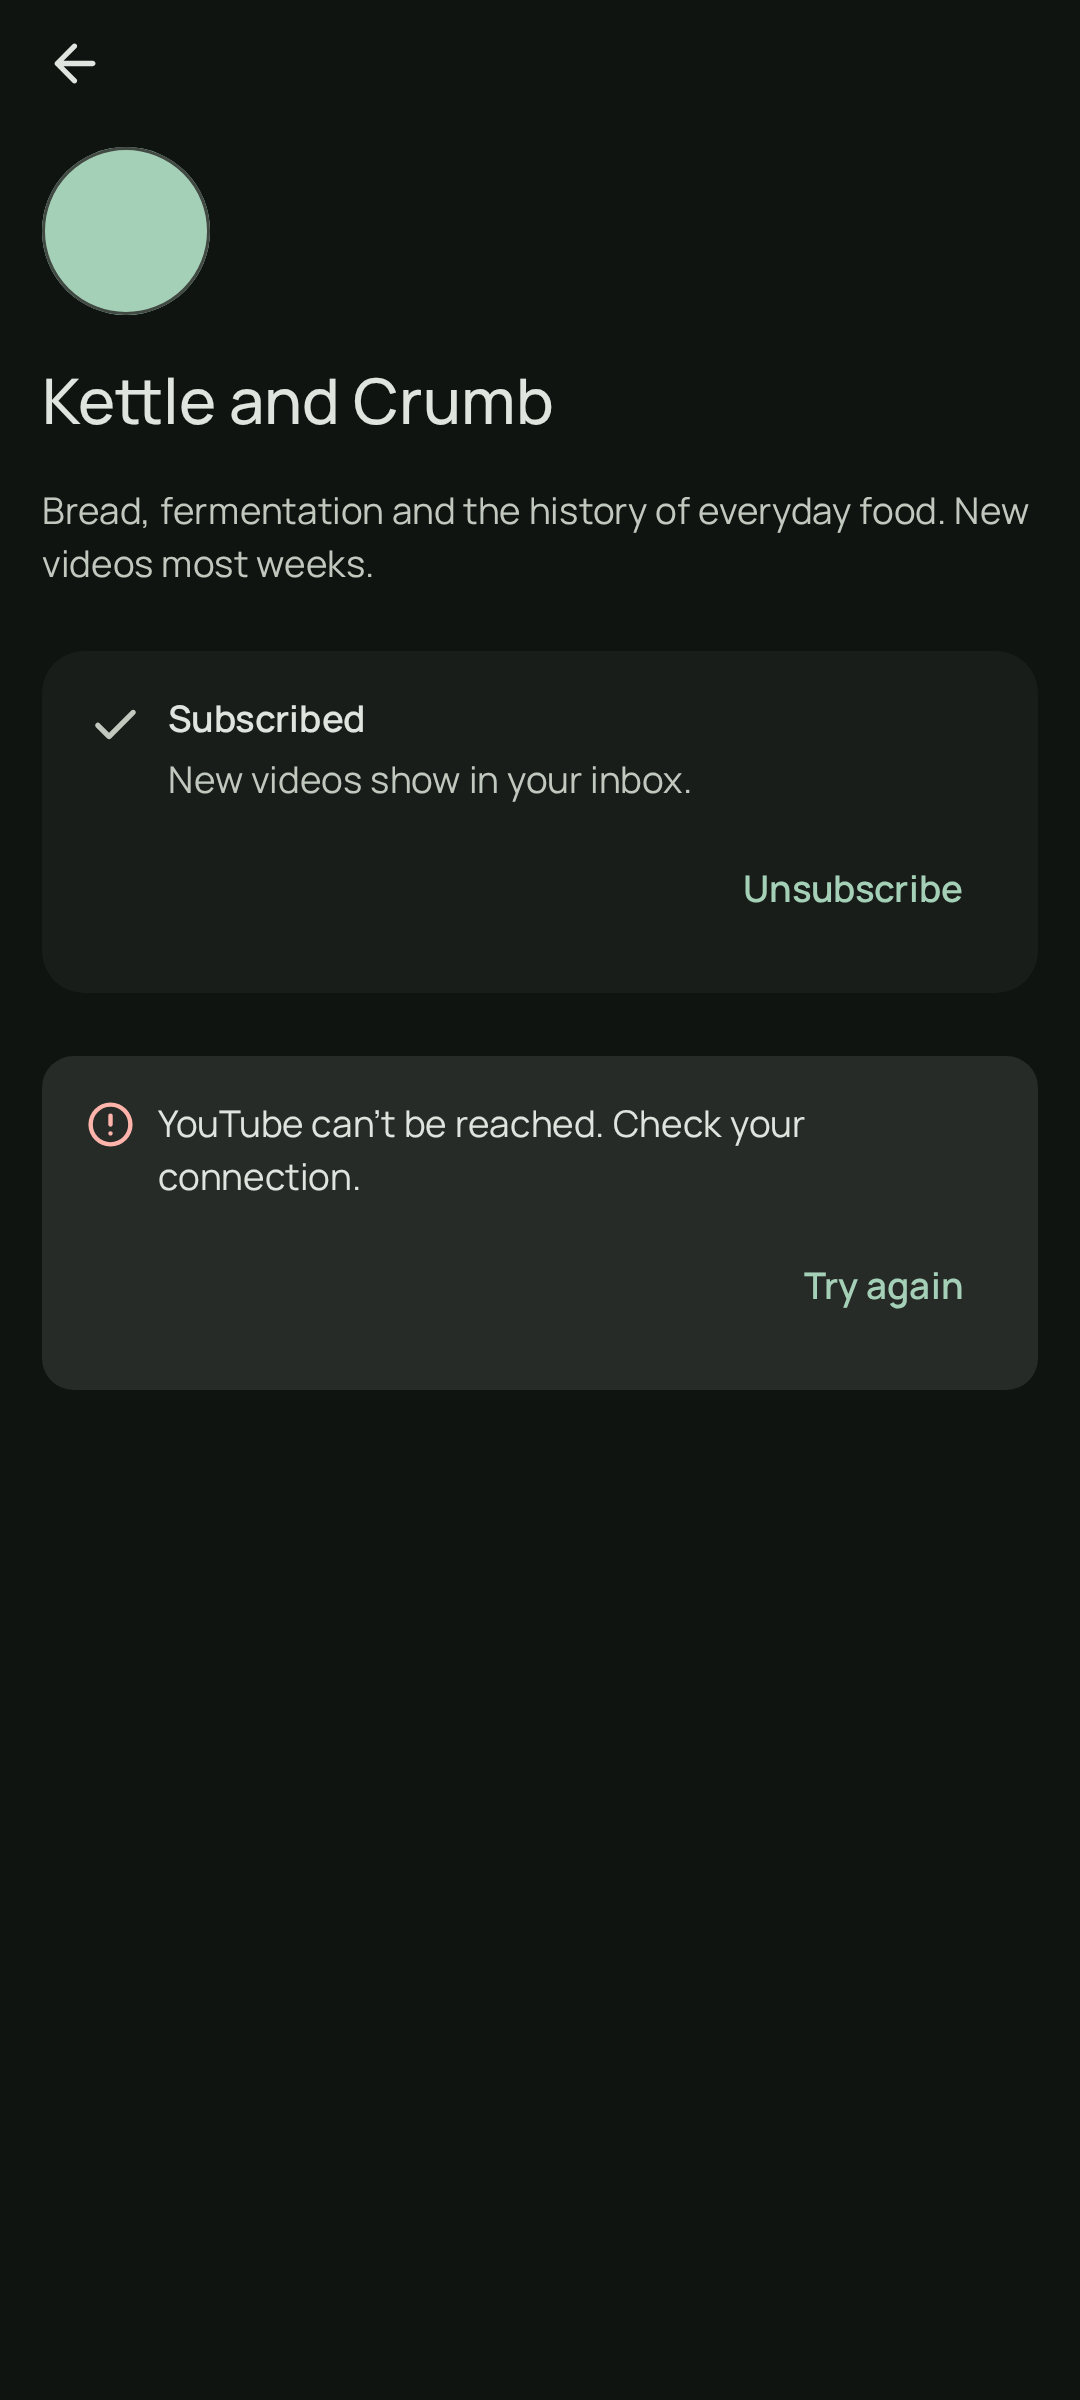 Kettle and Crumb
Bread, fermentation and the history of everyday food. New
videos most weeks.
Subscribed
New videos show in your inbox.
Unsubscribe
YouTube can’t be reached. Check your
connection.
Try again